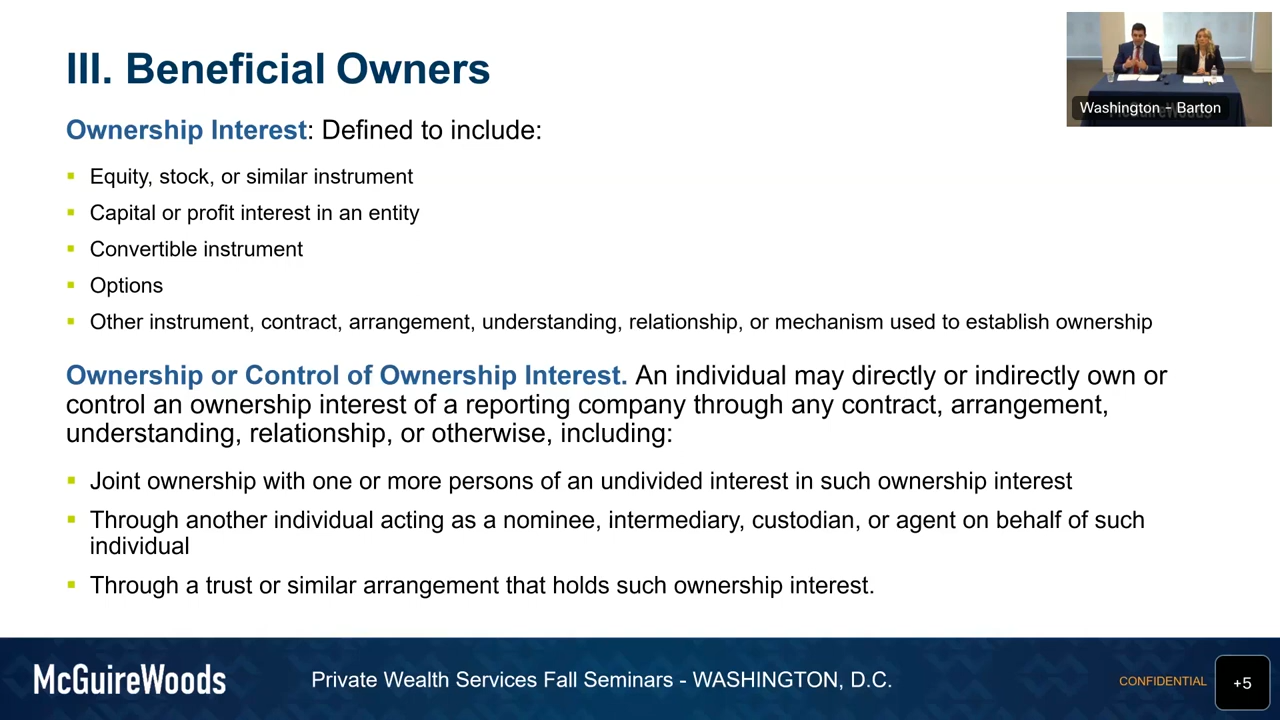 III. Beneficial Owners
Washington - Barton
McGuireWoods
Ownership Interest: Defined to include:
Equity, stock, or similar instrument
Capital or profit interest in an entity
Convertible instrument
Options
Other instrument, contract, arrangement, understanding, relationship, or mechanism used to establish ownership
Ownership or Control of Ownership Interest. An individual may directly or indirectly own or
control an ownership interest of a reporting company through any contract, arrangement,
understanding, relationship, or otherwise, including:
Joint ownership with one or more persons of an undivided interest in such ownership interest
Through another individual acting as a nominee, intermediary, custodian, or agent on behalf of such
individual
Through a trust or similar arrangement that holds such ownership interest.
McGuireWoods
Private Wealth Services Fall Seminars - WASHINGTON, D.C.
CONFIDENTIAL
+5